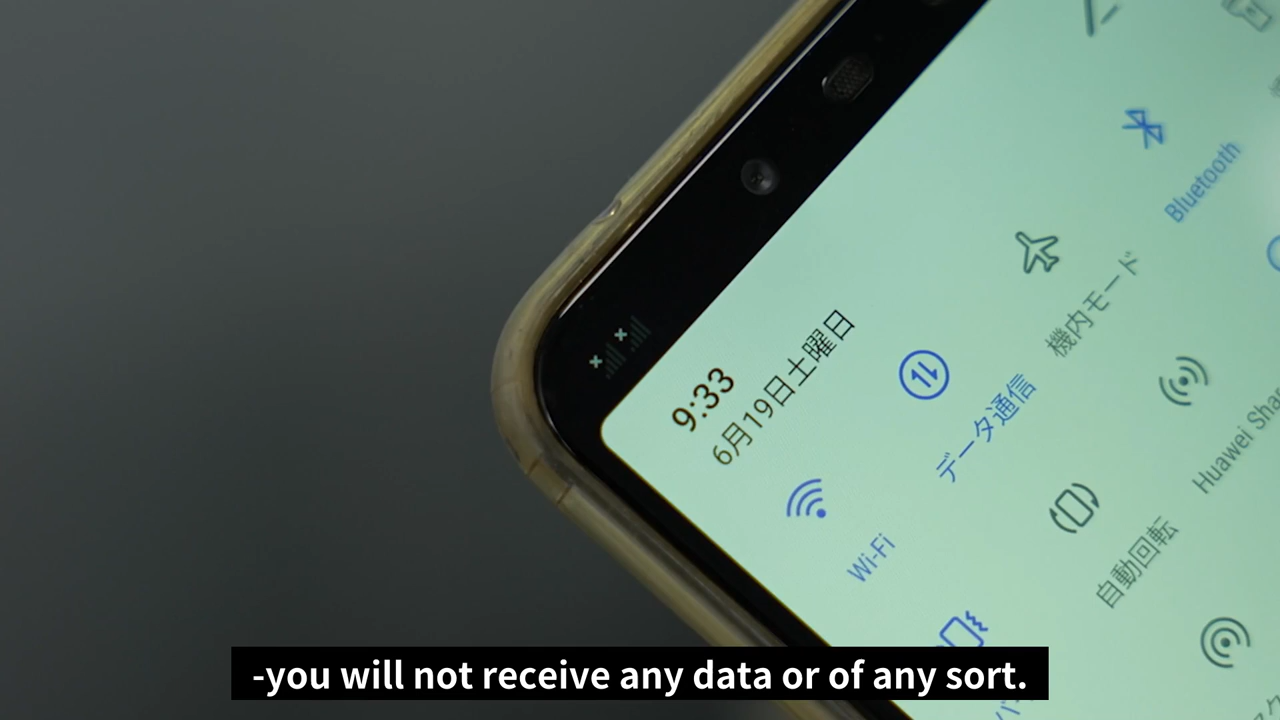 9:33
6月19日土曜日
Wi-Fi
データ通信
機内モード
Bluetooth
自動回転
Huawei Shar
-you will not receive any data or of any sort.